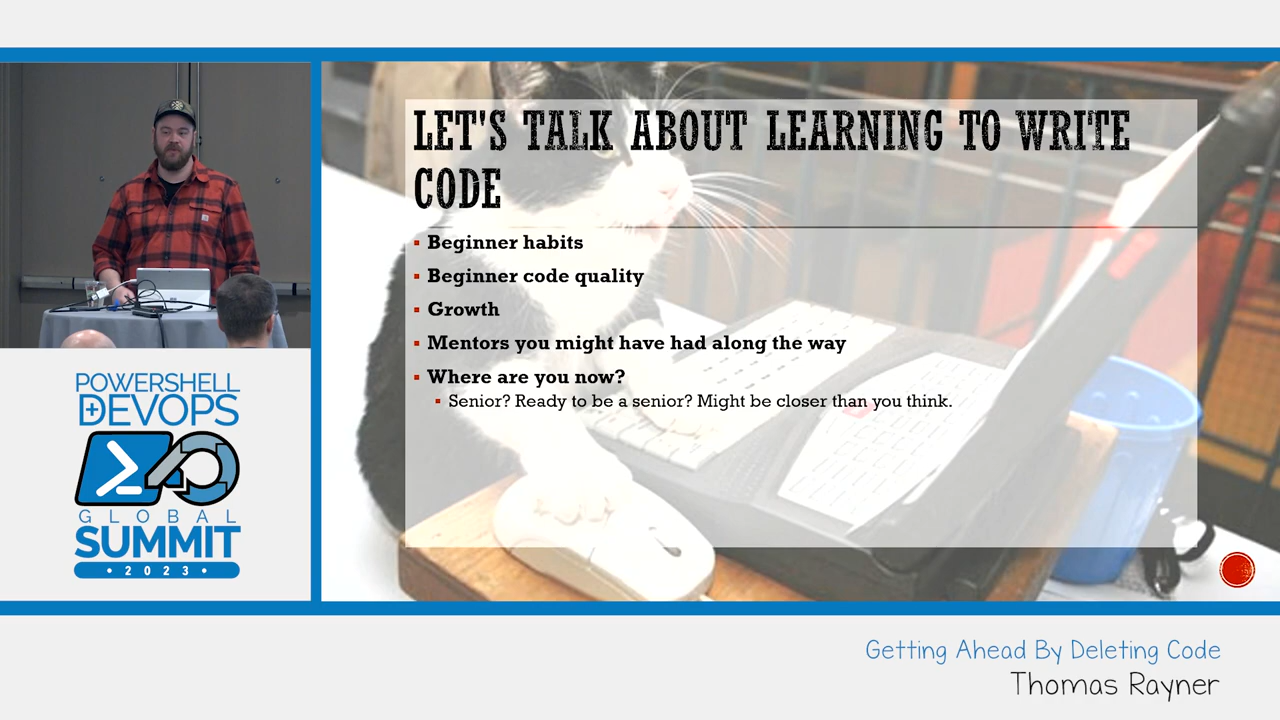 LET'S TALK ABOUT LEARNING TO WRITE
CODE
Beginner habits
Beginner code quality
Growth
Mentors you might have had along the way
Where are you now?
Senior? Ready to be a senior? Might be closer than you think.
POWERSHELL
+DEVOPS
GLOBAL
SUMMIT
• 2023 •
Getting Ahead By Deleting Code
Thomas Rayner